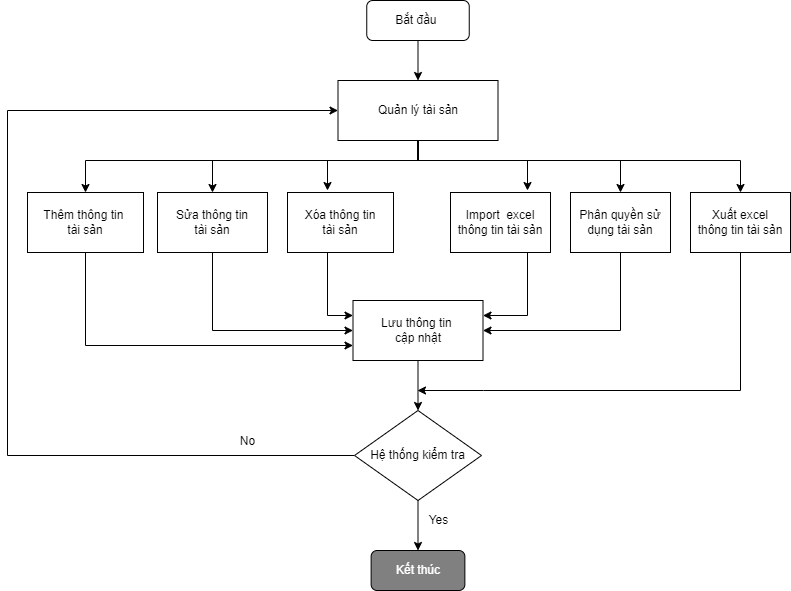 Bắt đầu
Quản lý tài sản
Thêm thông tin
tài sản
Sửa thông tin
tài sản
Xóa thông tin
tài sản
Import excel
thông tin tài sản
Phân quyền sử
dụng tài sản
Xuất excel
thông tin tài sản
Lưu thông tin
cập nhật
No
Hệ thống kiểm tra
Yes
Kết thúc